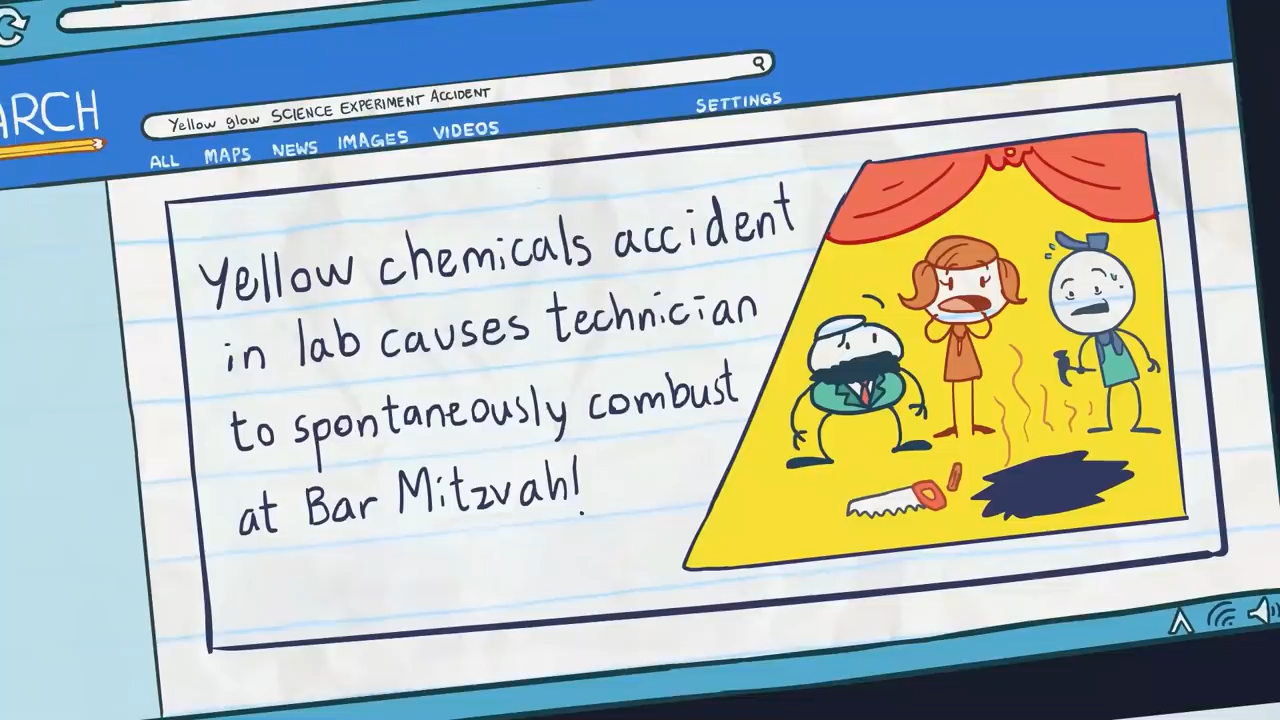 ARCH
Yellow glow SCIENCE EXPERIMENT ACCIDENT
ALL MAPS NEWS IMAGES VIDEOS SETTINGS
Yellow chemicals accident
in lab causes technician
to spontaneously combust
at Bar Mitzvah!